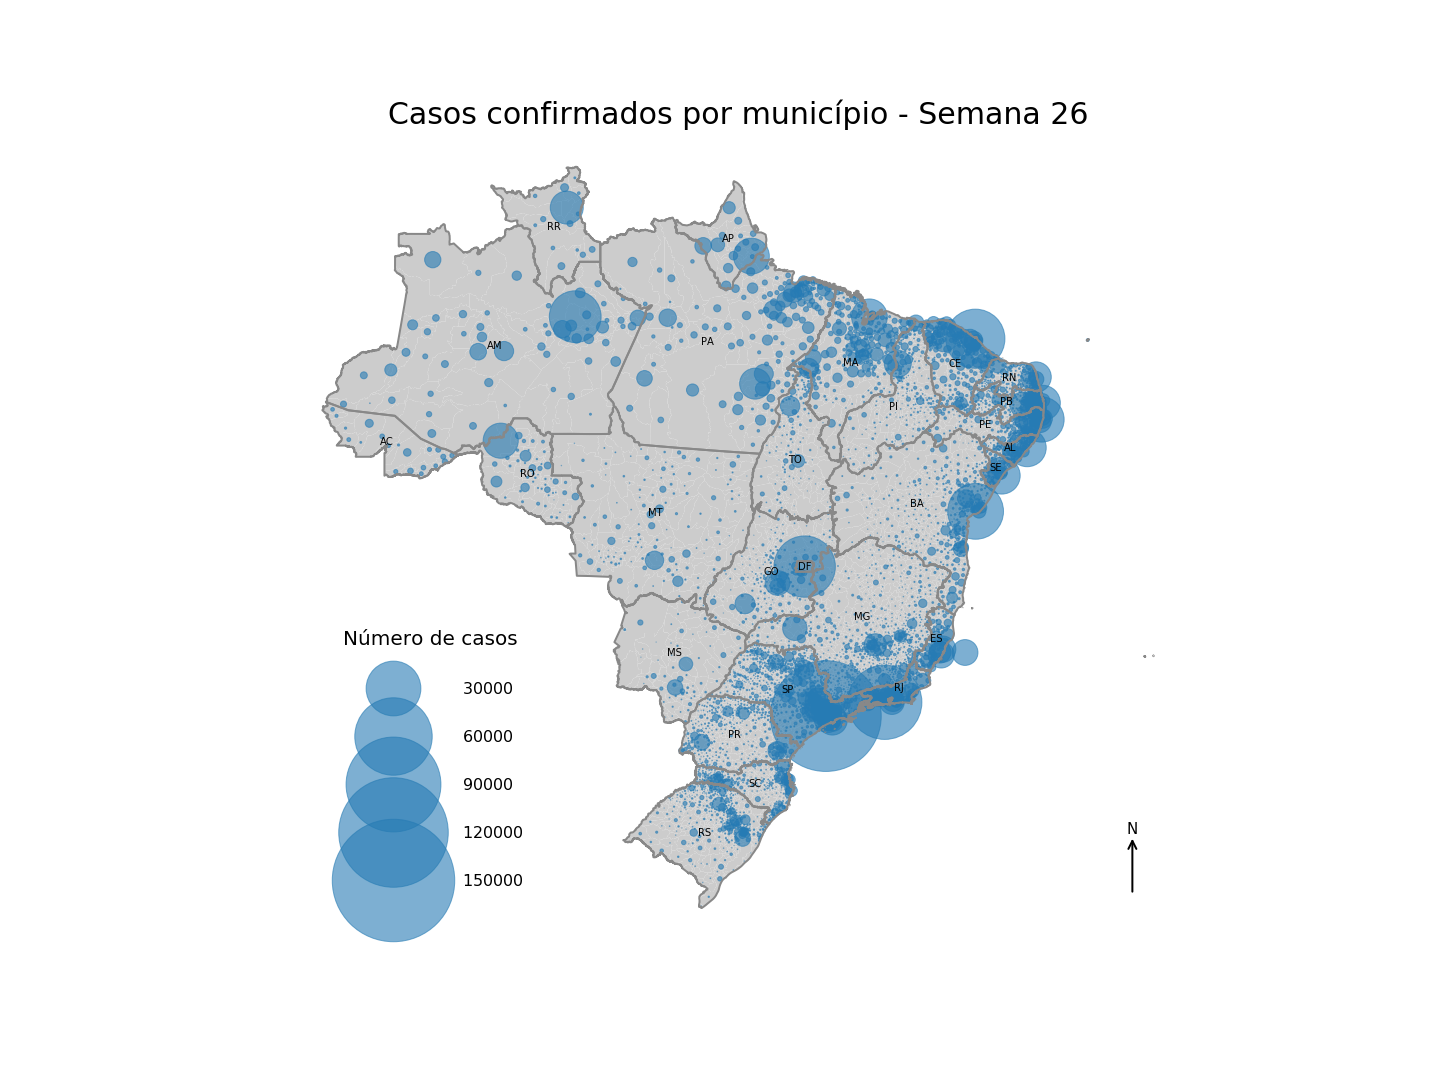 Casos confirmados por município - Semana 26
RR
AP
AM
PA
MA
CE
RN
PB
PI
PE
AC
AL
TO
SE
RO
BA
MT
DF
GO
MG
ES
MS
SP
RJ
PR
SC
RS
Número de casos
30000
60000
90000
120000
150000
N